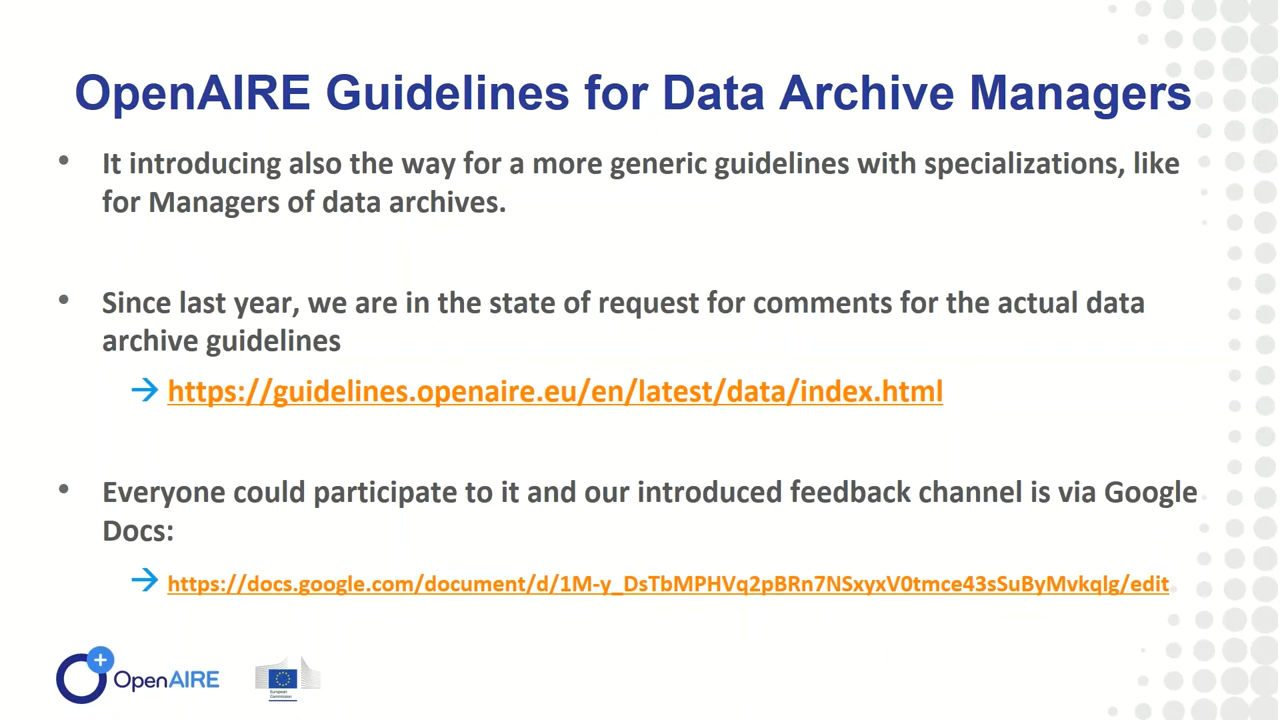 OpenAIRE Guidelines for Data Archive Managers
• It introducing also the way for a more generic guidelines with specializations, like
for Managers of data archives.
• Since last year, we are in the state of request for comments for the actual data
archive guidelines
→ https://guidelines.openaire.eu/en/latest/data/index.html
• Everyone could participate to it and our introduced feedback channel is via Google
Docs:
→ https://docs.google.com/document/d/1M-y_DsTbMPHVq2pBRn7NSxyxV0tmce43sSuByMvkqlg/edit
OpenAIRE
European
Commission